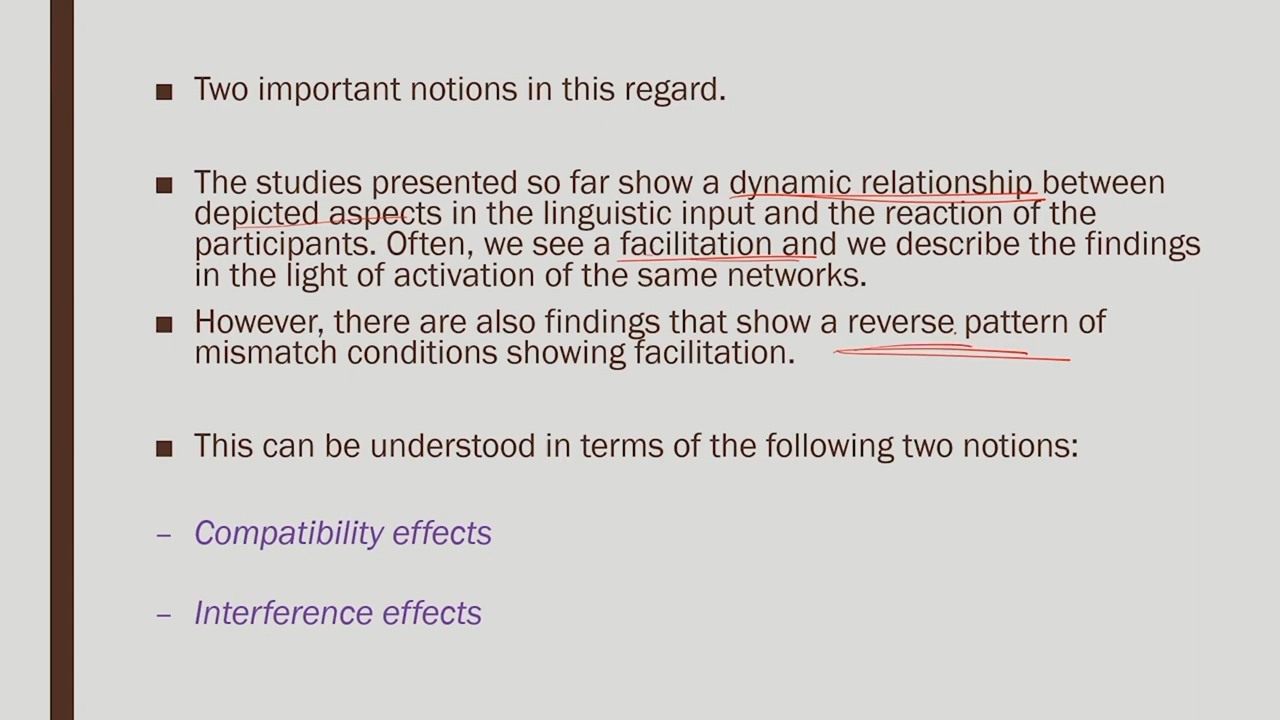 ■ Two important notions in this regard.
■ The studies presented so far show a dynamic relationship between
depicted aspects in the linguistic input and the reaction of the
participants. Often, we see a facilitation and we describe the findings
in the light of activation of the same networks.
■ However, there are also findings that show a reverse pattern of
mismatch conditions showing facilitation.
■ This can be understood in terms of the following two notions:
– Compatibility effects
– Interference effects